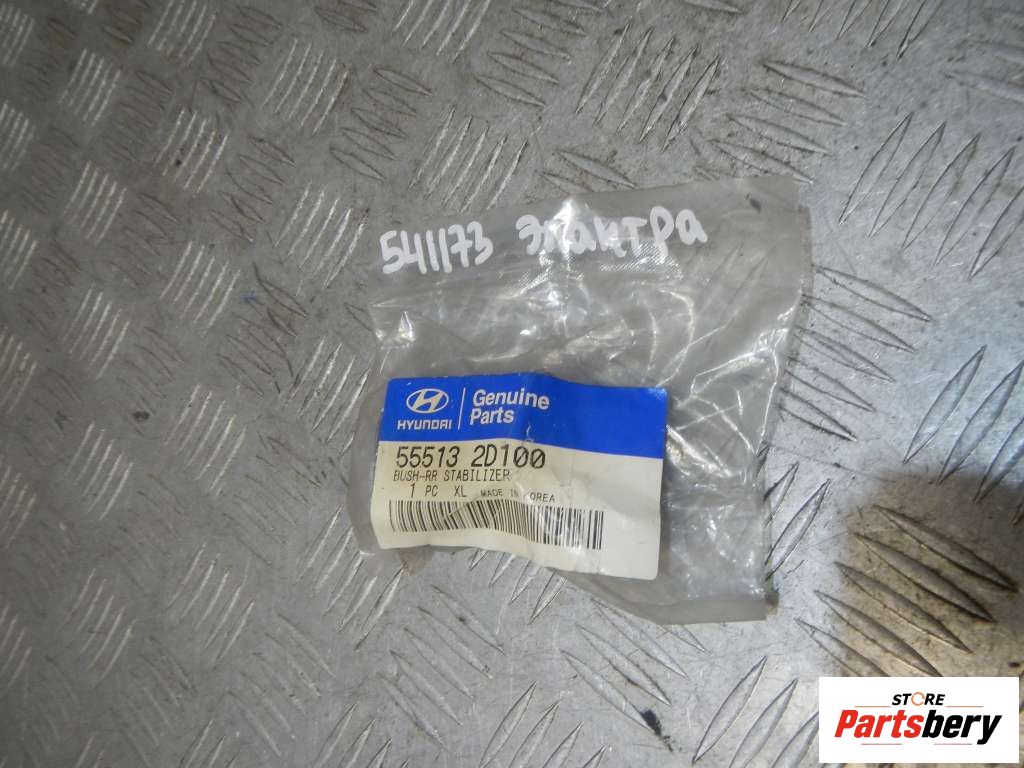 541173 элантра
HYUNDAI
Genuine
Parts
55513 2D100
BUSH-RR STABILIZER
1 PC XL MADE IN KOREA
STORE
Partsbery